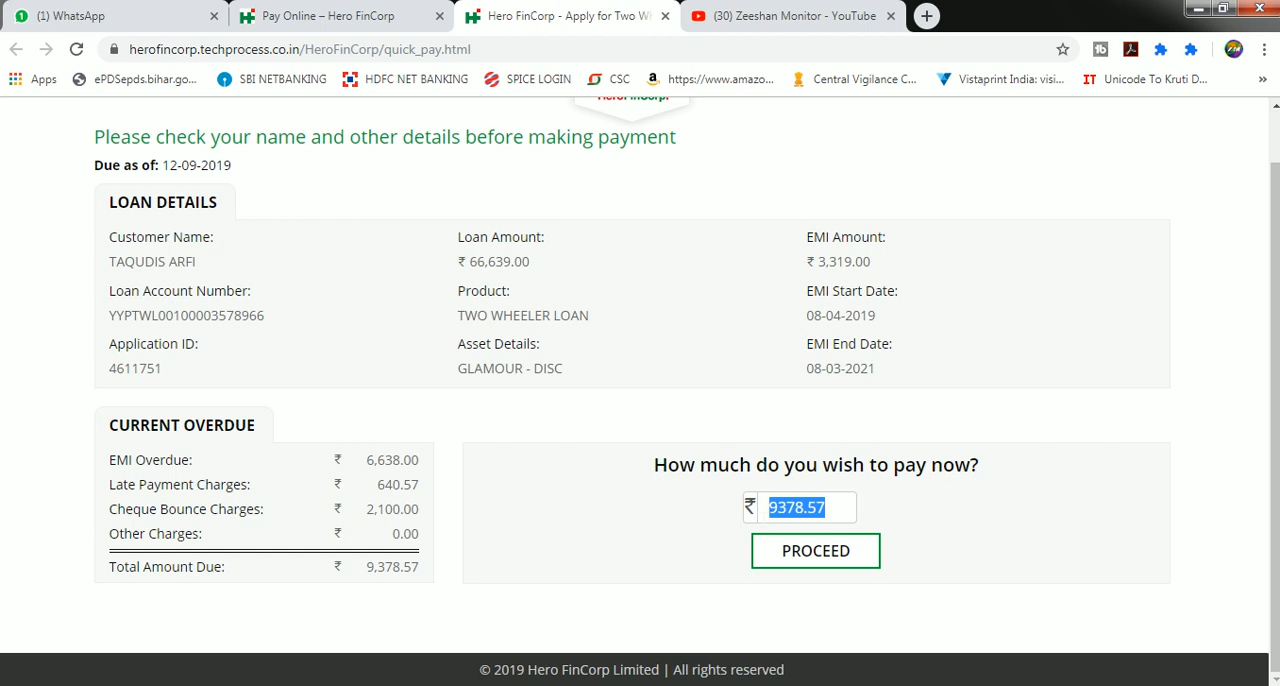 (1) WhatsApp
Pay Online – Hero FinCorp
Hero FinCorp - Apply for Two W
(30) Zeeshan Monitor - YouTube
herofincorp.techprocess.co.in/HeroFinCorp/quick_pay.html
Apps
ePDSepds.bihar.go...
SBI NETBANKING
HDFC NET BANKING
SPICE LOGIN
CSC
https://www.amazo...
Central Vigilance C...
Vistaprint India: visi...
IT Unicode To Kruti D...
»
HeroFinCorp.
Please check your name and other details before making payment
Due as of: 12-09-2019
LOAN DETAILS
Customer Name: Loan Amount: EMI Amount:
TAQUDIS ARFI ₹ 66,639.00 ₹ 3,319.00
Loan Account Number: Product: EMI Start Date:
YYPTWL00100003578966 TWO WHEELER LOAN 08-04-2019
Application ID: Asset Details: EMI End Date:
4611751 GLAMOUR - DISC 08-03-2021
CURRENT OVERDUE
EMI Overdue: ₹ 6,638.00
Late Payment Charges: ₹ 640.57
Cheque Bounce Charges: ₹ 2,100.00
Other Charges: ₹ 0.00
Total Amount Due: ₹ 9,378.57
How much do you wish to pay now?
₹ 9378.57
PROCEED
© 2019 Hero FinCorp Limited | All rights reserved